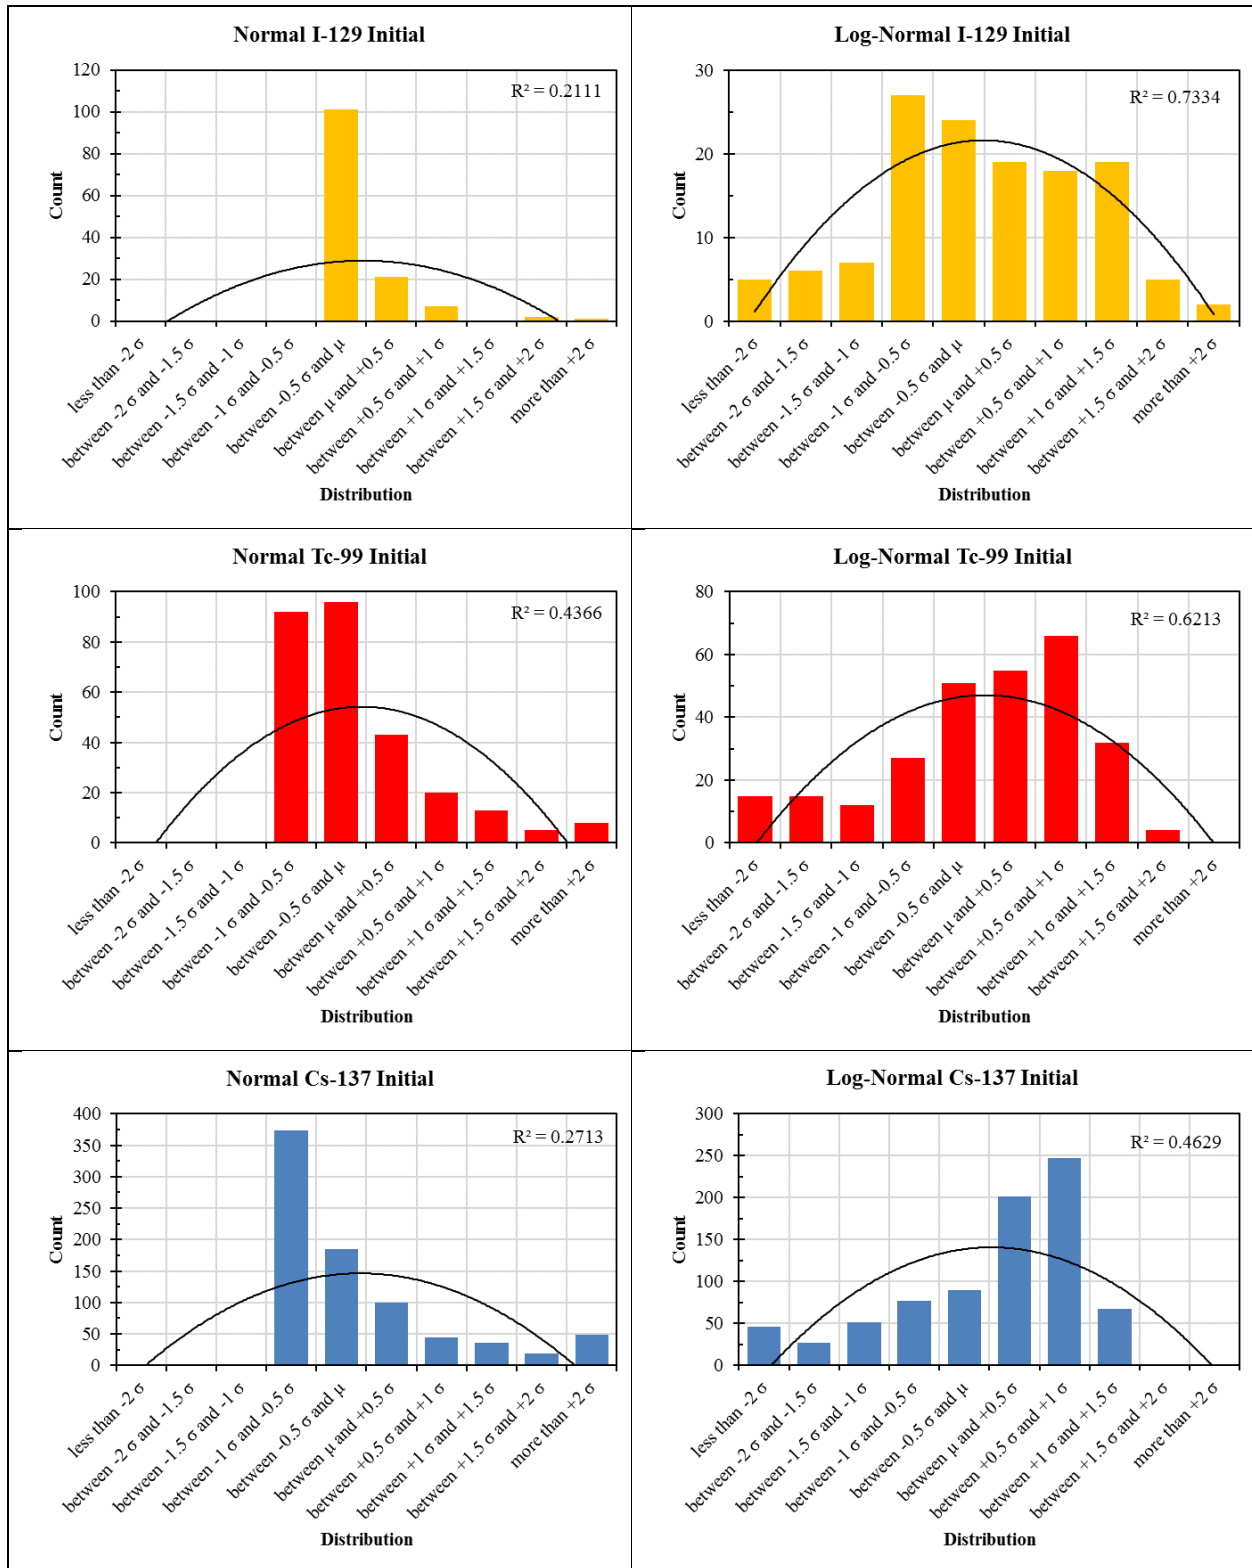 Normal I-129 Initial
R² = 0.2111
120
100
80
60
40
20
0
Count
less than -2 σ
between -2 σ and -1.5 σ
between -1.5 σ and -1 σ
between -1 σ and -0.5 σ
between -0.5 σ and μ
between μ and +0.5 σ
between +0.5 σ and +1 σ
between +1 σ and +1.5 σ
between +1.5 σ and +2 σ
more than +2 σ
Distribution
Log-Normal I-129 Initial
R² = 0.7334
30
20
10
0
Count
less than -2 σ
between -2 σ and -1.5 σ
between -1.5 σ and -1 σ
between -1 σ and -0.5 σ
between -0.5 σ and μ
between μ and +0.5 σ
between +0.5 σ and +1 σ
between +1 σ and +1.5 σ
between +1.5 σ and +2 σ
more than +2 σ
Distribution
Normal Tc-99 Initial
R² = 0.4366
100
80
60
40
20
0
Count
less than -2 σ
between -2 σ and -1.5 σ
between -1.5 σ and -1 σ
between -1 σ and -0.5 σ
between -0.5 σ and μ
between μ and +0.5 σ
between +0.5 σ and +1 σ
between +1 σ and +1.5 σ
between +1.5 σ and +2 σ
more than +2 σ
Distribution
Log-Normal Tc-99 Initial
R² = 0.6213
80
60
40
20
0
Count
less than -2 σ
between -2 σ and -1.5 σ
between -1.5 σ and -1 σ
between -1 σ and -0.5 σ
between -0.5 σ and μ
between μ and +0.5 σ
between +0.5 σ and +1 σ
between +1 σ and +1.5 σ
between +1.5 σ and +2 σ
more than +2 σ
Distribution
Normal Cs-137 Initial
R² = 0.2713
400
350
300
250
200
150
100
50
0
Count
less than -2 σ
between -2 σ and -1.5 σ
between -1.5 σ and -1 σ
between -1 σ and -0.5 σ
between -0.5 σ and μ
between μ and +0.5 σ
between +0.5 σ and +1 σ
between +1 σ and +1.5 σ
between +1.5 σ and +2 σ
more than +2 σ
Distribution
Log-Normal Cs-137 Initial
R² = 0.4629
300
250
200
150
100
50
0
Count
less than -2 σ
between -2 σ and -1.5 σ
between -1.5 σ and -1 σ
between -1 σ and -0.5 σ
between -0.5 σ and μ
between μ and +0.5 σ
between +0.5 σ and +1 σ
between +1 σ and +1.5 σ
between +1.5 σ and +2 σ
more than +2 σ
Distribution